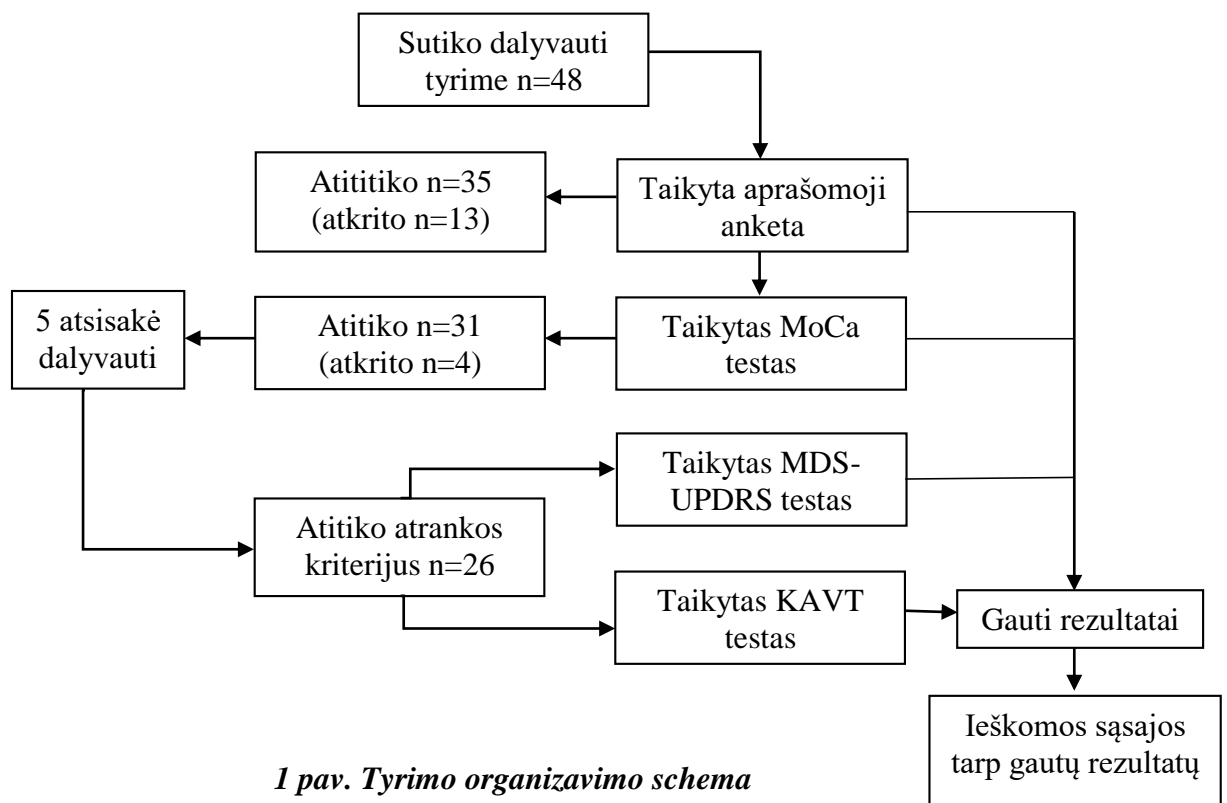 Sutiko dalyvauti
tyrime n=48
Atititiko n=35
(atkrito n=13)
Taikyta aprašomoji
anketa
5 atsisakė
dalyvauti
Atitiko n=31
(atkrito n=4)
Taikytas MoCa
testas
Taikytas MDS-
UPDRS testas
Atitiko atrankos
kriterijus n=26
Taikytas KAVT
testas
Gauti rezultatai
Ieškomos sąsajos
tarp gautų rezultatų
1 pav. Tyrimo organizavimo schema